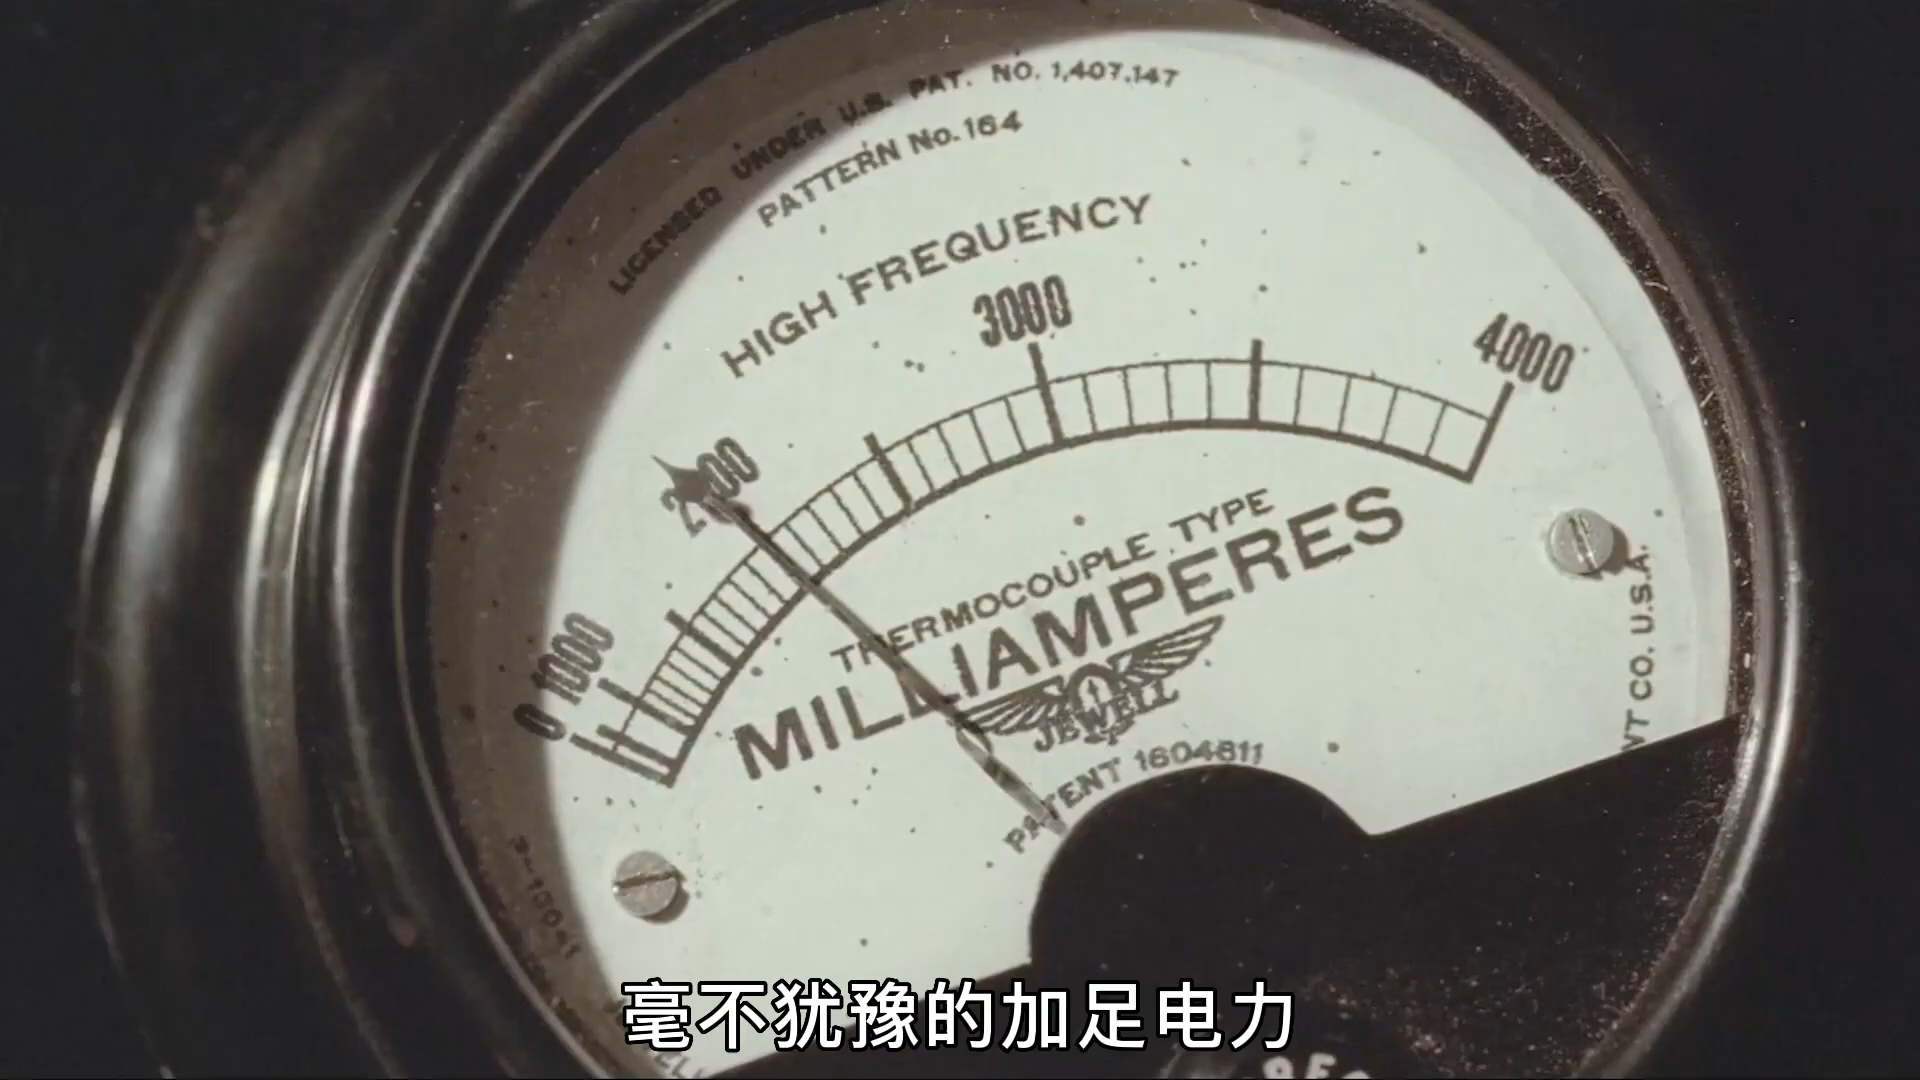 LICENSED UNDER U.S. PAT. NO. 1,407,147
PATTERN No. 164
HIGH FREQUENCY
0 1000 2000 3000 4000
THERMOCOUPLE TYPE
MILLIAMPERES
JEWELL
PATENT 1604811
CO. U.S.A.
毫不犹豫的加足电力